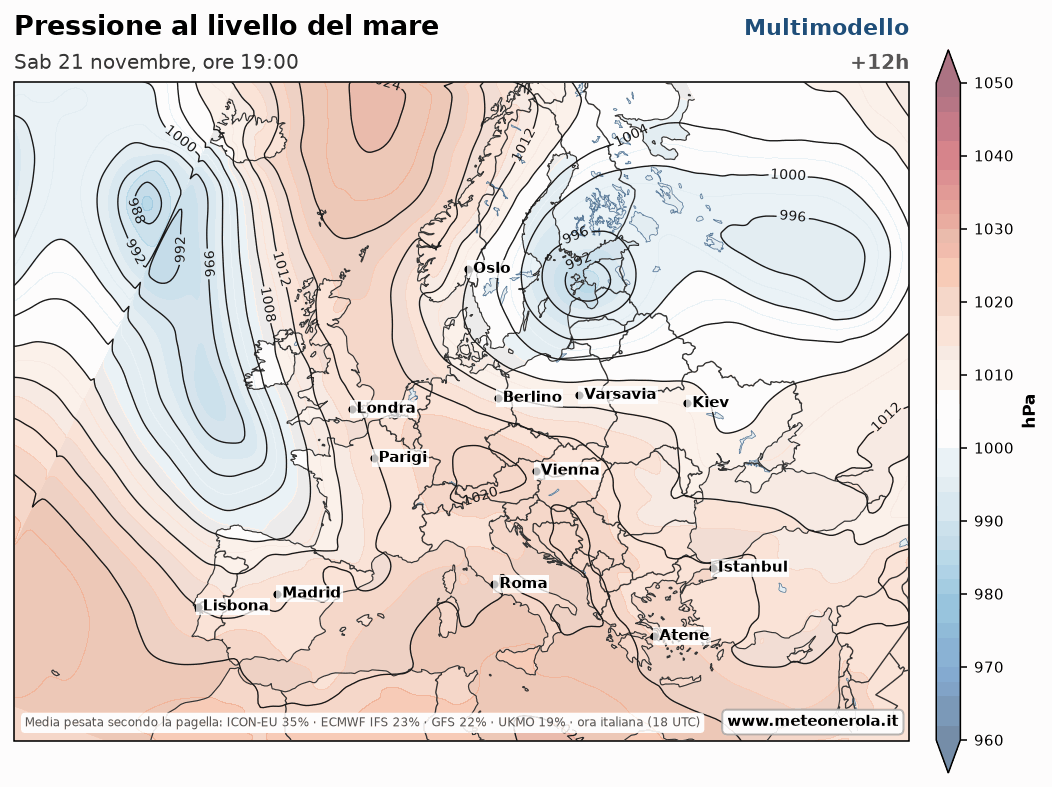 Pressione al livello del mare
Multimodello
Sab 21 novembre, ore 19:00
+12h
1050
1040
1030
1020
1010
1000
990
980
970
960
hPa
1000
1012
1004
1000
996
996
992
988
992
992
996
1012
1008
1012
1020
Oslo
Berlino
Varsavia
Kiev
Londra
Parigi
Vienna
Istanbul
Roma
Madrid
Lisbona
Atene
Media pesata secondo la pagella: ICON-EU 35% · ECMWF IFS 23% · GFS 22% · UKMO 19% · ora italiana (18 UTC)
www.meteonerola.it